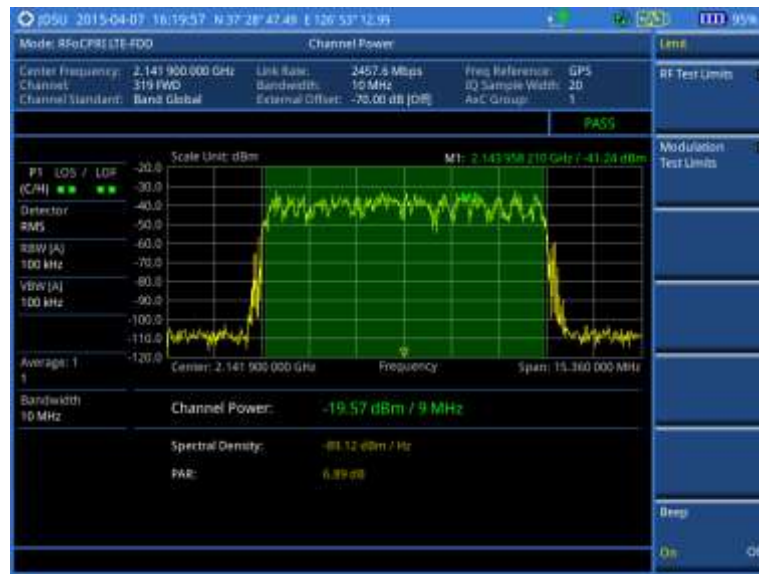 JDSU 2015-04-07 16:19:57 N 37° 28' 47.49 E 126° 53' 12.99 95%
Mode: RFoCPRI LTE-FDD Channel Power
Center Frequency: 2.141 900 000 GHz Link Rate: 2457.6 Mbps Freq Reference: GPS
Channel: 319 FWD Bandwidth: 10 MHz IQ Sample Width: 20
Channel Standard: Band Global External Offset: -70.00 dB [Off] AxC Group: 1
PASS
Scale Unit: dBm M1: 2.143 958 210 GHz / -41.24 dBm
P1 LOS / LOF
(C/H)
Detector
RMS
RBW [A]
100 kHz
VBW [A]
100 kHz
Average: 1
1
Bandwidth
10 MHz
-20.0
-30.0
-40.0
-50.0
-60.0
-70.0
-80.0
-90.0
-100.0
-110.0
-120.0
Center: 2.141 900 000 GHz Frequency Span: 15.360 000 MHz
Channel Power: -19.57 dBm / 9 MHz
Spectral Density: -89.12 dBm / Hz
PAR: 6.89 dB
Limit
RF Test Limits
Modulation
Test Limits
Beep
On